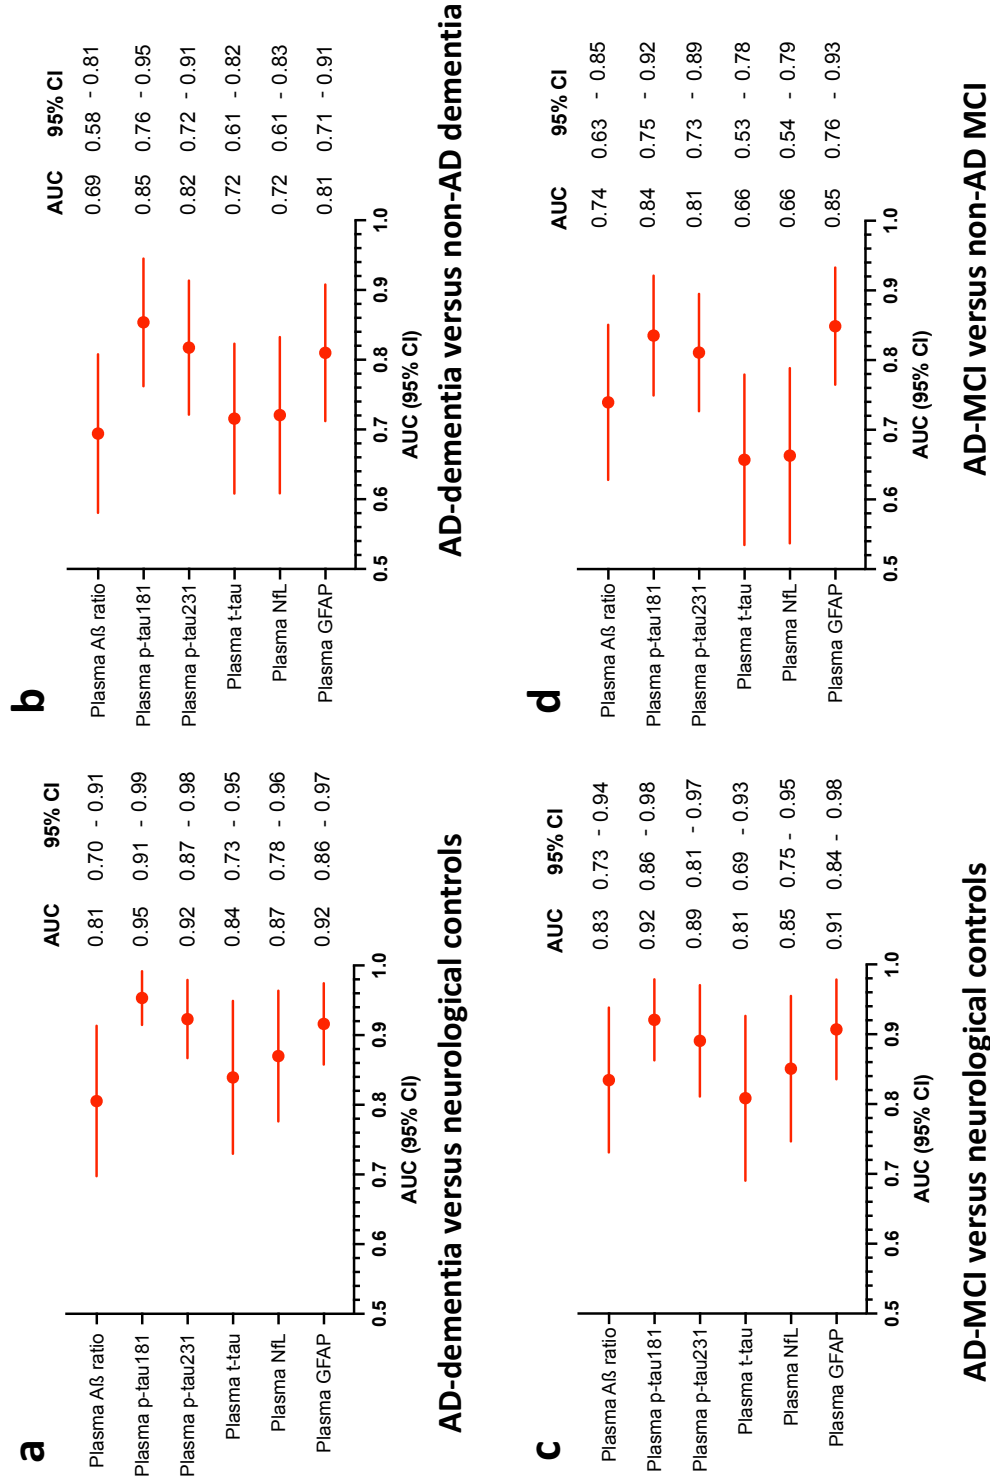 a
AUC 95% CI
Plasma Aß ratio 0.81 0.70 - 0.91
Plasma p-tau181 0.95 0.91 - 0.99
Plasma p-tau231 0.92 0.87 - 0.98
Plasma t-tau 0.84 0.73 - 0.95
Plasma NfL 0.87 0.78 - 0.96
Plasma GFAP 0.92 0.86 - 0.97
0.5 0.6 0.7 0.8 0.9 1.0
AUC (95% CI)
AD-dementia versus neurological controls
b
AUC 95% CI
Plasma Aß ratio 0.69 0.58 - 0.81
Plasma p-tau181 0.85 0.76 - 0.95
Plasma p-tau231 0.82 0.72 - 0.91
Plasma t-tau 0.72 0.61 - 0.82
Plasma NfL 0.72 0.61 - 0.83
Plasma GFAP 0.81 0.71 - 0.91
0.5 0.6 0.7 0.8 0.9 1.0
AUC (95% CI)
AD-dementia versus non-AD dementia
c
AUC 95% CI
Plasma Aß ratio 0.83 0.73 - 0.94
Plasma p-tau181 0.92 0.86 - 0.98
Plasma p-tau231 0.89 0.81 - 0.97
Plasma t-tau 0.81 0.69 - 0.93
Plasma NfL 0.85 0.75 - 0.95
Plasma GFAP 0.91 0.84 - 0.98
0.5 0.6 0.7 0.8 0.9 1.0
AUC (95% CI)
AD-MCI versus neurological controls
d
AUC 95% CI
Plasma Aß ratio 0.74 0.63 - 0.85
Plasma p-tau181 0.84 0.75 - 0.92
Plasma p-tau231 0.81 0.73 - 0.89
Plasma t-tau 0.66 0.53 - 0.78
Plasma NfL 0.66 0.54 - 0.79
Plasma GFAP 0.85 0.76 - 0.93
0.5 0.6 0.7 0.8 0.9 1.0
AUC (95% CI)
AD-MCI versus non-AD MCI